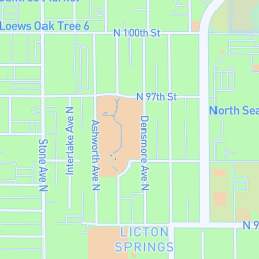 Loews Oak Tree 6
N 100th St
N 97th St
North Sea
Stone Ave N
Interlake Ave N
Ashworth Ave N
Densmore Ave N
N 9
LICTON
SPRINGS